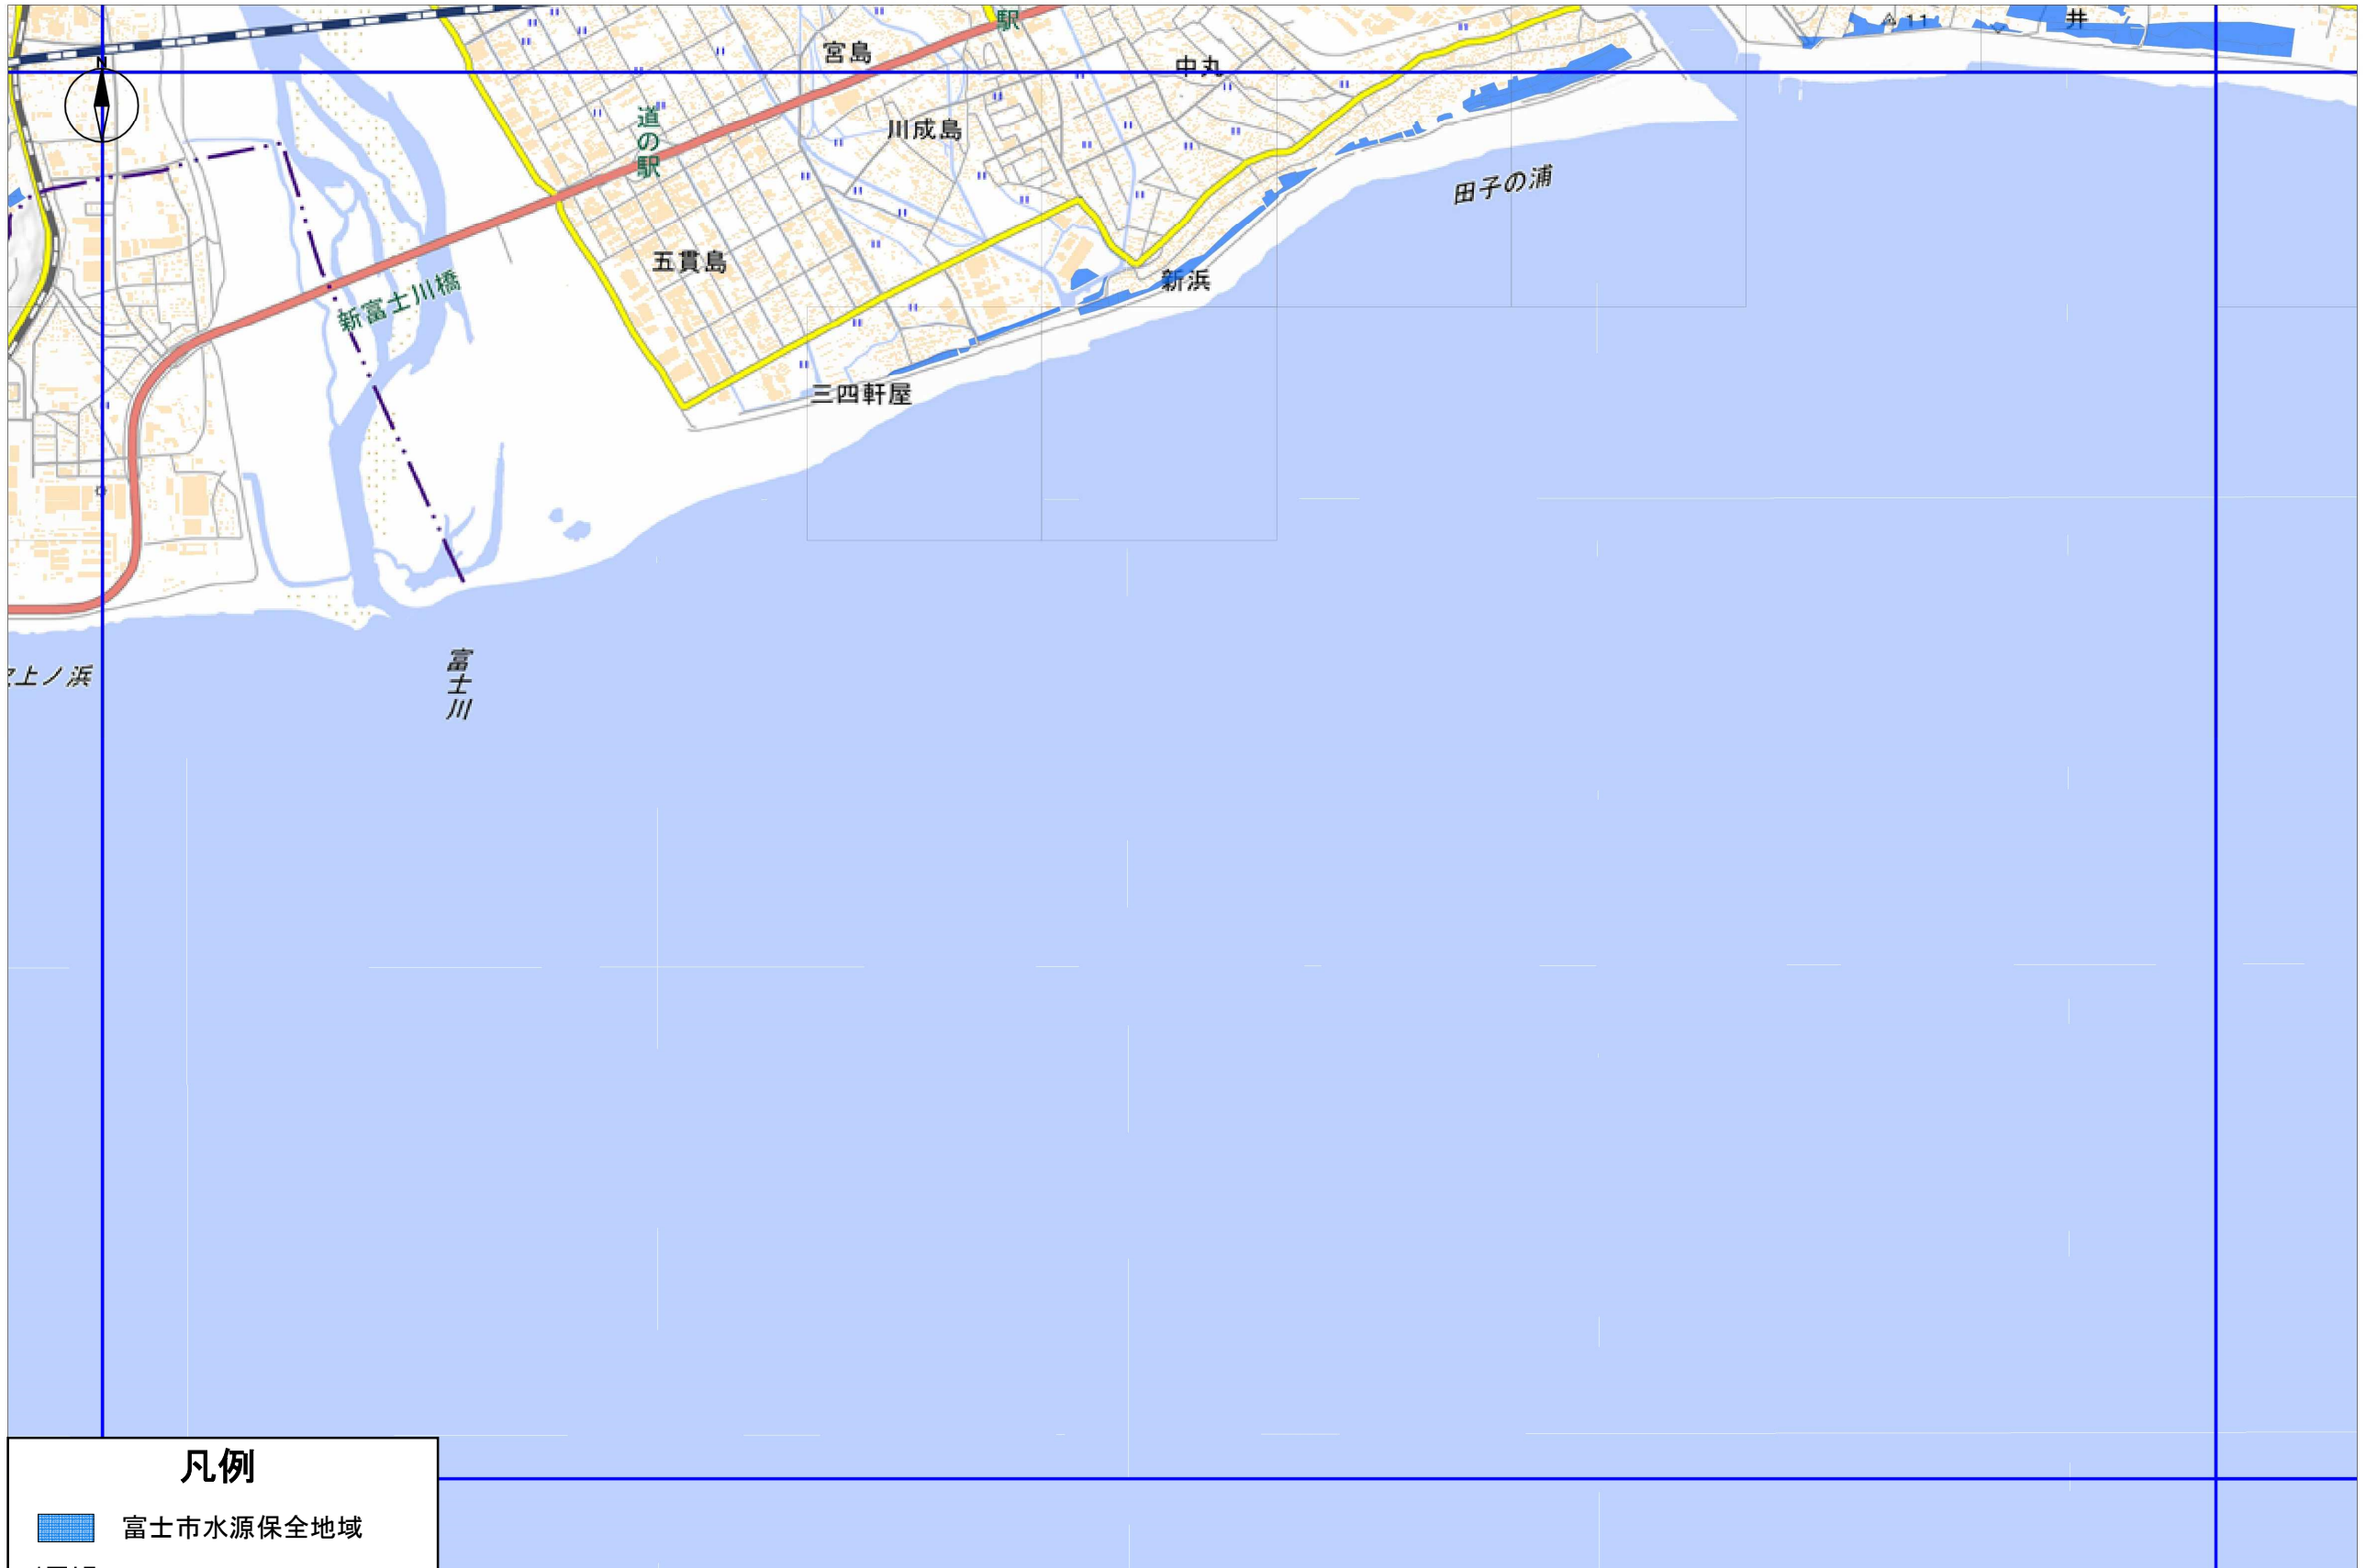 駅
11
井
宮島
中丸
N
道の駅
川成島
田子の浦
五貫島
新浜
新富士川橋
三四軒屋
上ノ浜
富士川
凡例
富士市水源保全地域